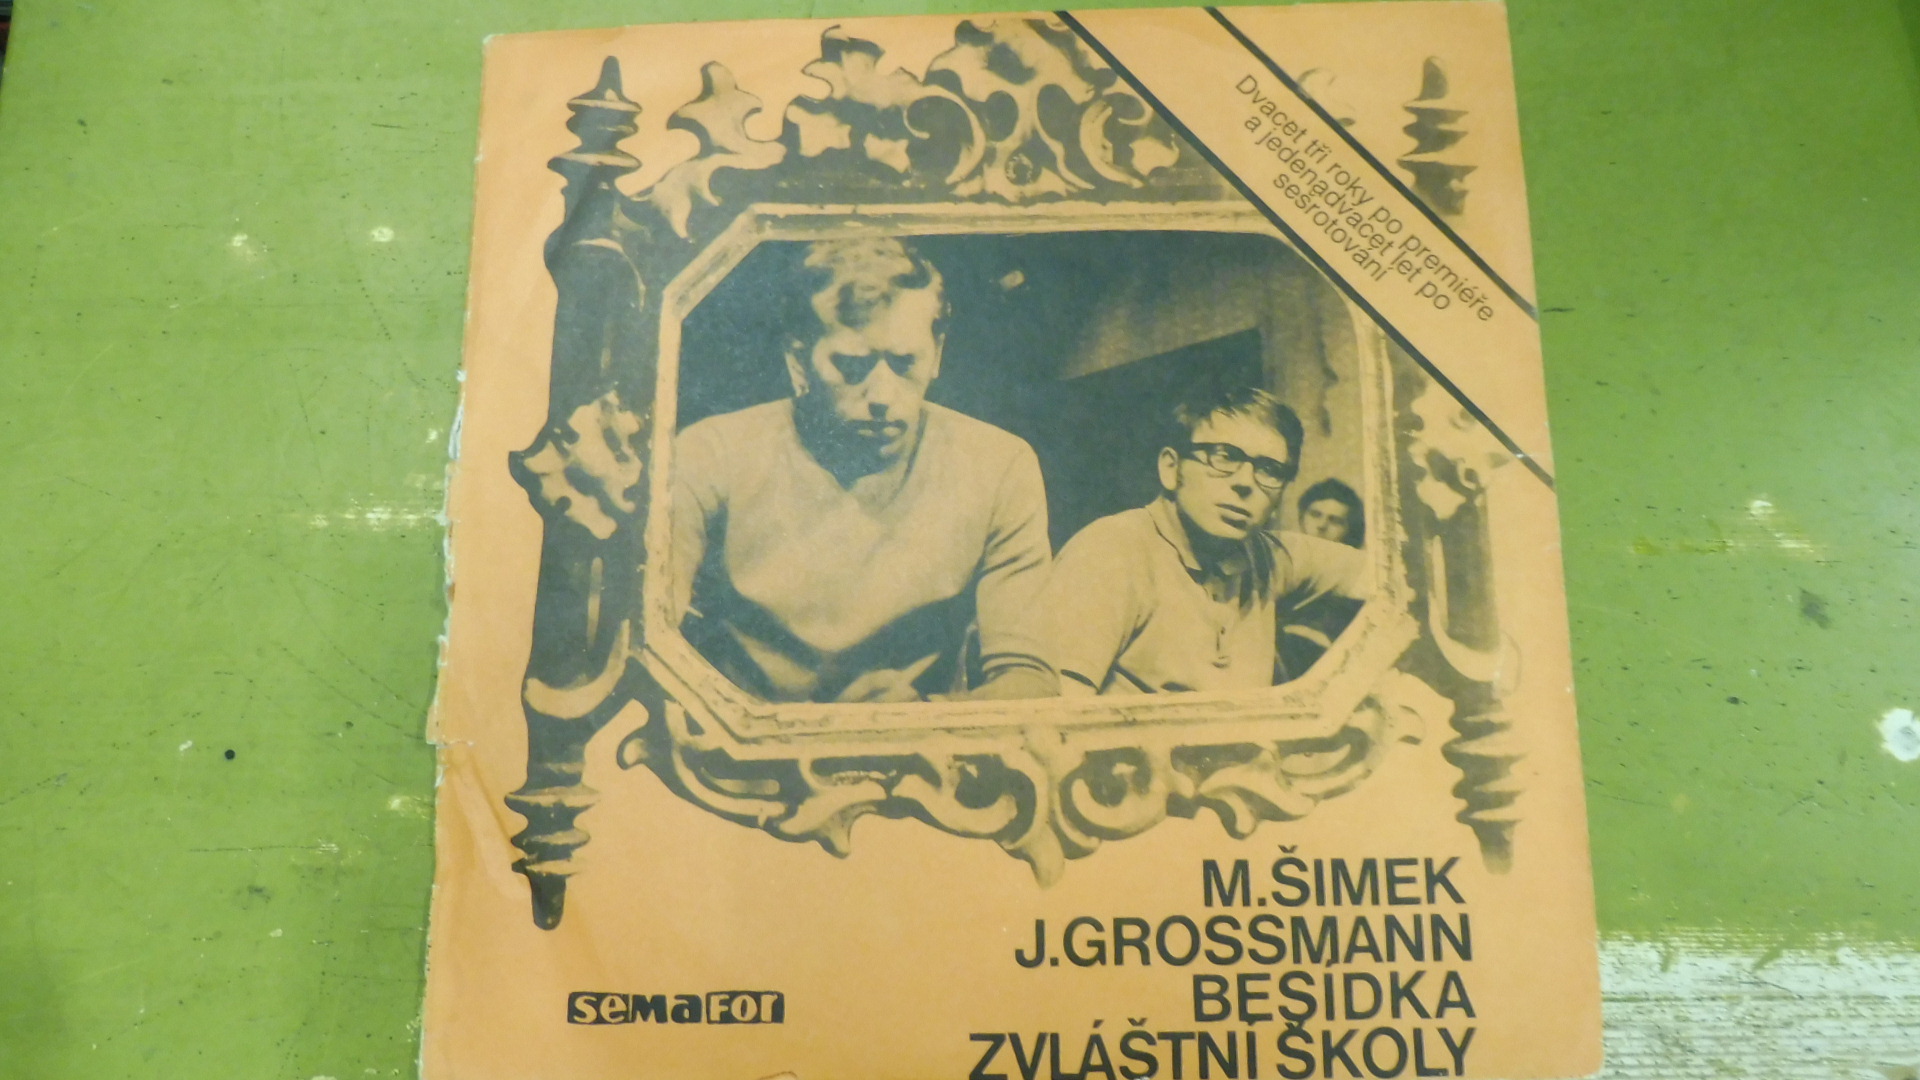 Dvacet tři roky po premiéře
a jedenadvacet let po
sešrotování
M.ŠIMEK
J.GROSSMANN
BESÍDKA
ZVLÁŠTNÍ ŠKOLY
semafor